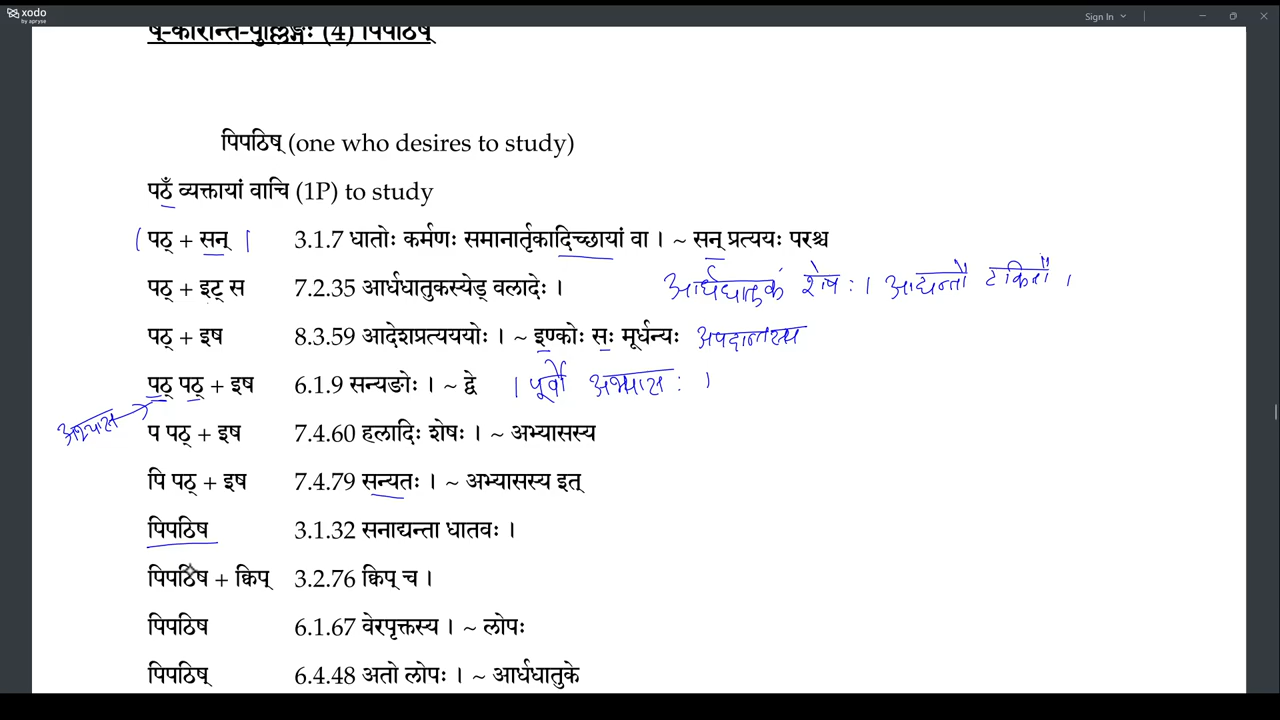 xodo
by apryse
Sign In
ष्-कारान्त-पुल्लिङ्गः (4) पिपठिष्
पिपठिष् (one who desires to study)
पठँ व्यक्तायां वाचि (1P) to study
पठ् + सन् 3.1.7 धातोः कर्मणः समानार्तृकादिच्छायां वा । ~ सन् प्रत्ययः परश्च
पठ् + इट् स 7.2.35 आर्धधातुकस्येड् वलादेः । आर्धधातुकं शेषः । आद्यन्तौ टकितौ ।
पठ् + इष 8.3.59 आदेशप्रत्यययोः । ~ इण्कोः सः मूर्धन्यः अपदान्तस्य
पठ् पठ् + इष 6.1.9 सन्यङोः । ~ द्वे । पूर्वो अभ्यासः ।
अभ्यास
प पठ् + इष 7.4.60 हलादिः शेषः । ~ अभ्यासस्य
पि पठ् + इष 7.4.79 सन्यतः । ~ अभ्यासस्य इत्
पिपठिष 3.1.32 सनाद्यन्ता धातवः ।
पिपठिष + क्विप् 3.2.76 क्विप् च ।
पिपठिष 6.1.67 वेरपृक्तस्य । ~ लोपः
पिपठिष् 6.4.48 अतो लोपः । ~ आर्धधातुके